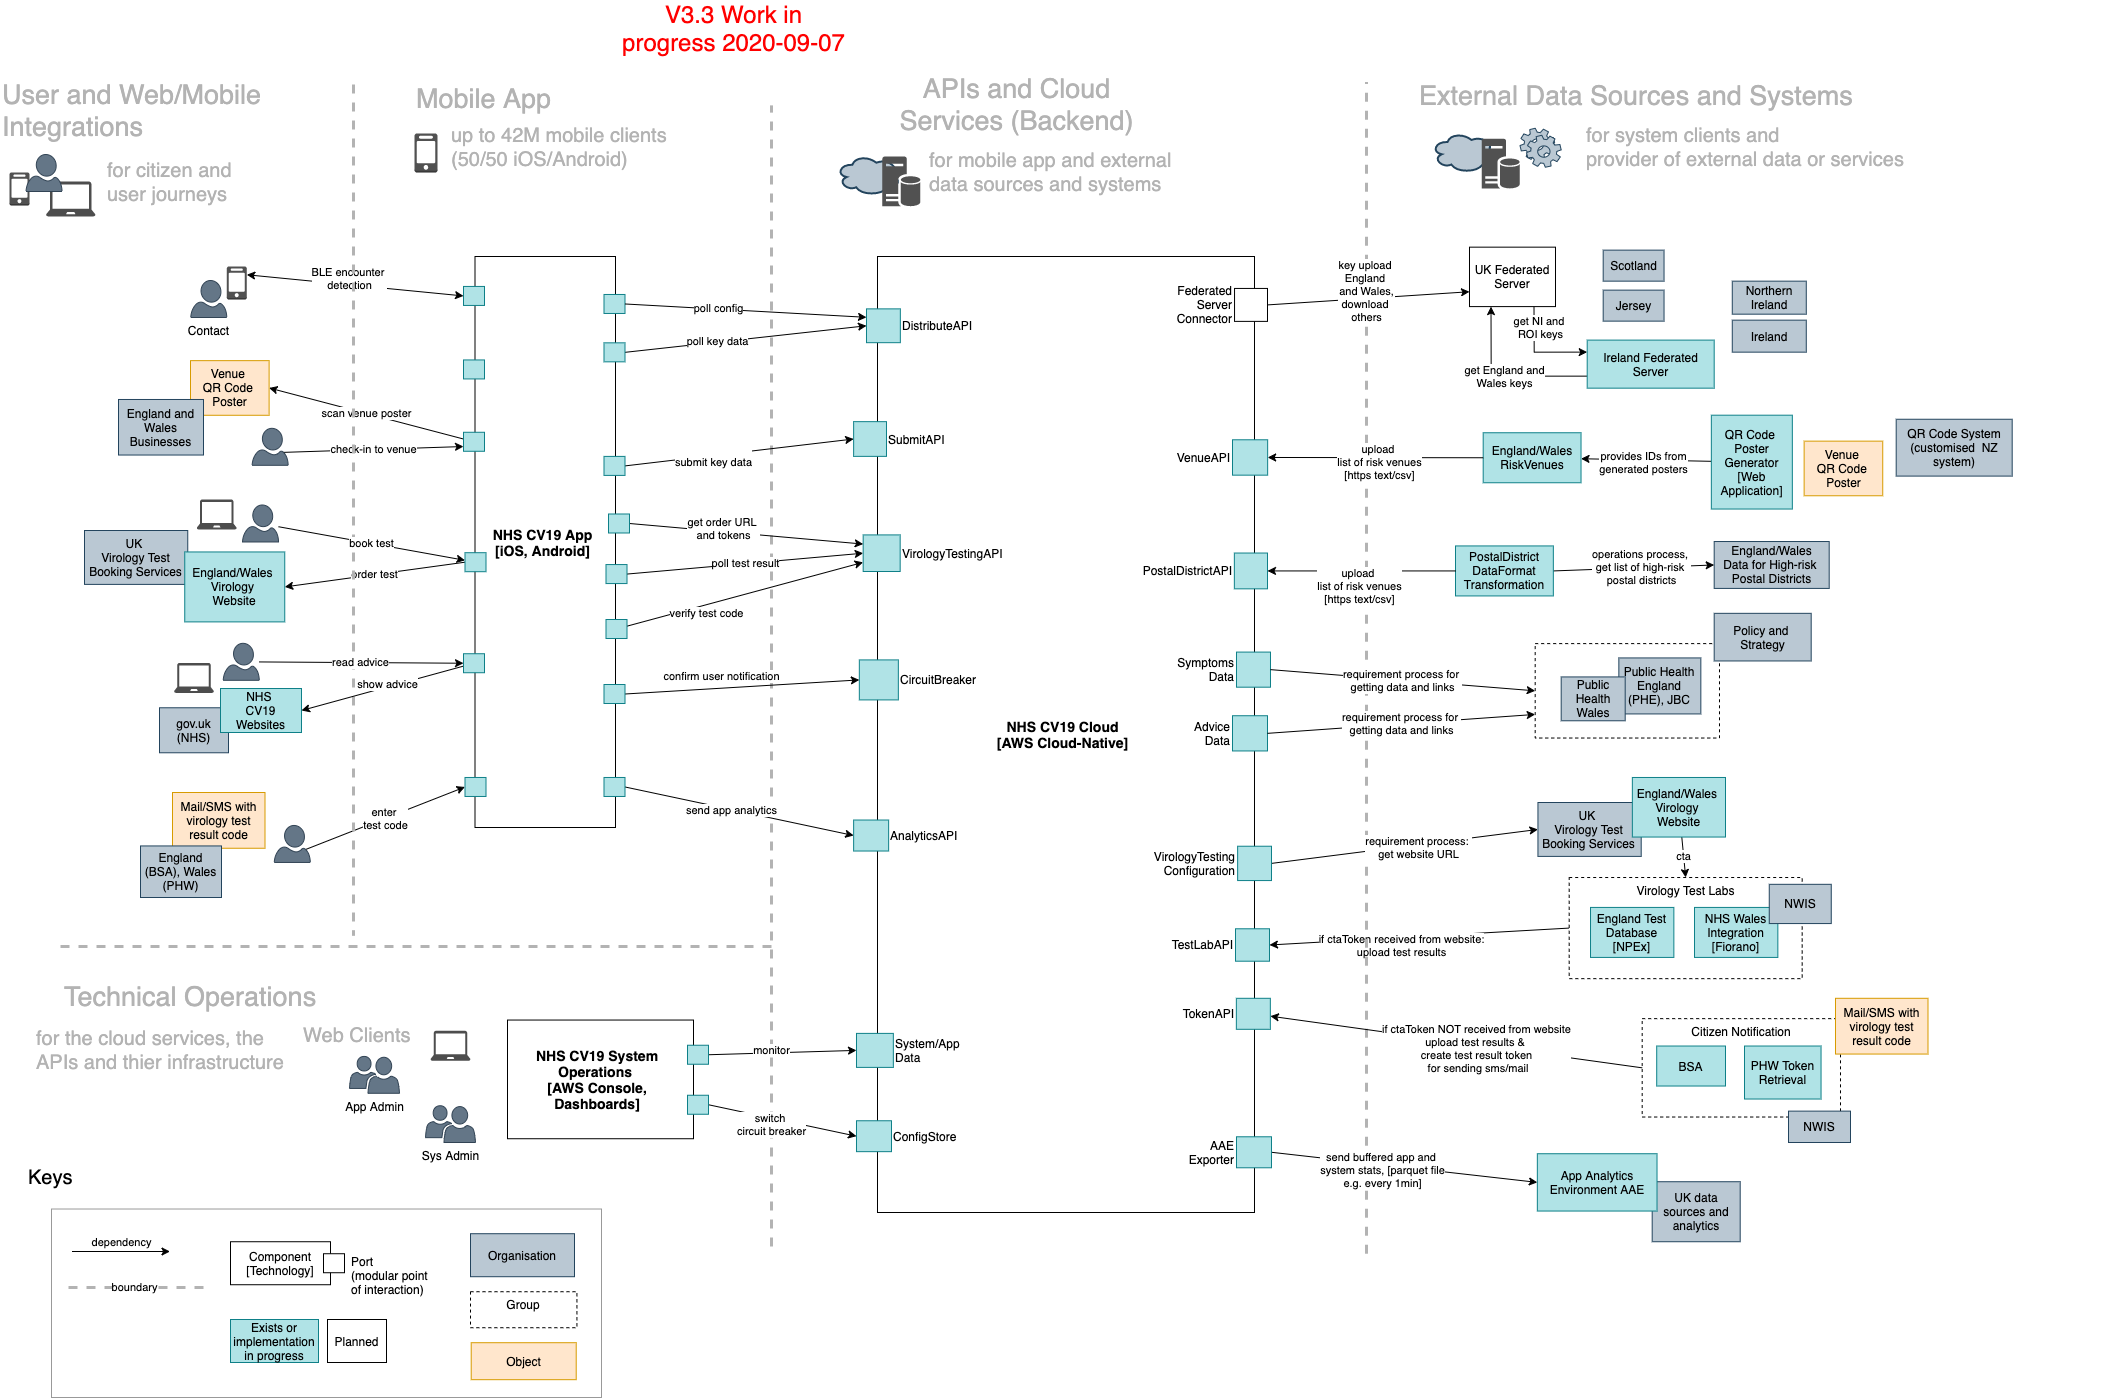 V3.3 Work in
progress 2020-09-07
User and Web/Mobile
Integrations
for citizen and
user journeys
Mobile App
up to 42M mobile clients
(50/50 iOS/Android)
APIs and Cloud
Services (Backend)
for mobile app and external
data sources and systems
External Data Sources and Systems
for system clients and
provider of external data or services
Contact
BLE encounter
detection
Venue
QR Code
Poster
England and
Wales
Businesses
scan venue poster
check-in to venue
UK
Virology Test
Booking Services
England/Wales
Virology
Website
book test
order test
read advice
show advice
NHS
CV19
Websites
gov.uk
(NHS)
Mail/SMS with
virology test
result code
England
(BSA), Wales
(PHW)
enter
test code
NHS CV19 App
[iOS, Android]
poll config
poll key data
submit key data
get order URL
and tokens
poll test result
verify test code
confirm user notification
send app analytics
DistributeAPI
SubmitAPI
VirologyTestingAPI
CircuitBreaker
AnalyticsAPI
System/App
Data
ConfigStore
NHS CV19 Cloud
[AWS Cloud-Native]
Federated
Server
Connector
VenueAPI
PostalDistrictAPI
Symptoms
Data
Advice
Data
VirologyTesting
Configuration
TestLabAPI
TokenAPI
AAE
Exporter
key upload
England
and Wales,
download
others
UK Federated
Server
Scotland
Jersey
Northern
Ireland
Ireland
get NI and
ROI keys
Ireland Federated
Server
get England and
Wales keys
upload
list of risk venues
[https text/csv]
England/Wales
RiskVenues
provides IDs from
generated posters
QR Code
Poster
Generator
[Web
Application]
Venue
QR Code
Poster
QR Code System
(customised NZ
system)
upload
list of risk venues
[https text/csv]
PostalDistrict
DataFormat
Transformation
operations process,
get list of high-risk
postal districts
England/Wales
Data for High-risk
Postal Districts
Policy and
Strategy
requirement process for
getting data and links
requirement process for
getting data and links
Public
Health
Wales
Public Health
England
(PHE), JBC
requirement process:
get website URL
UK
Virology Test
Booking Services
England/Wales
Virology
Website
cta
Virology Test Labs
England Test
Database
[NPEx]
NHS Wales
Integration
[Fiorano]
NWIS
if ctaToken received from website:
upload test results
if ctaToken NOT received from website
upload test results &
create test result token
for sending sms/mail
Citizen Notification
BSA
PHW Token
Retrieval
Mail/SMS with
virology test
result code
NWIS
send buffered app and
system stats, [parquet file
e.g. every 1min]
App Analytics
Environment AAE
UK data
sources and
analytics
Technical Operations
for the cloud services, the
APIs and thier infrastructure
Web Clients
App Admin
Sys Admin
NHS CV19 System
Operations
[AWS Console,
Dashboards]
monitor
switch
circuit breaker
Keys
dependency
boundary
Component
[Technology]
Port
(modular point
of interaction)
Exists or
implementation
in progress
Planned
Organisation
Group
Object